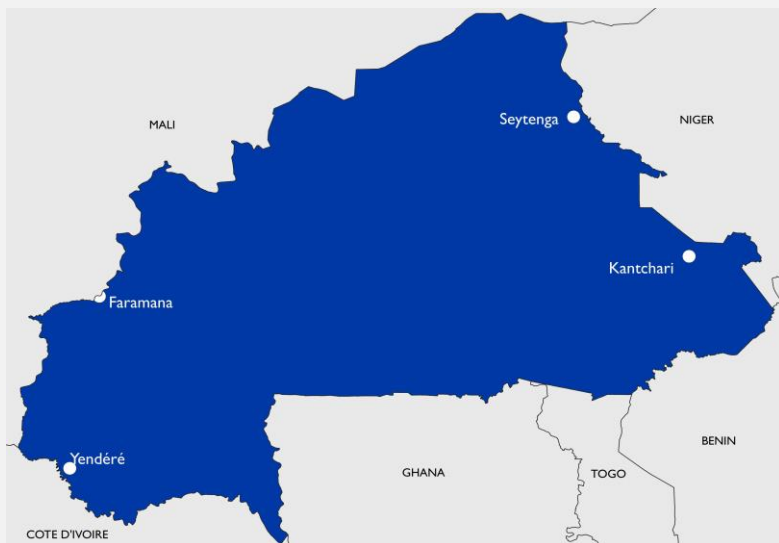 Seytenga
NIGER
MALI
Kantchari
Faramana
BENIN
Yendéré
GHANA
TOGO
COTE D'IVOIRE